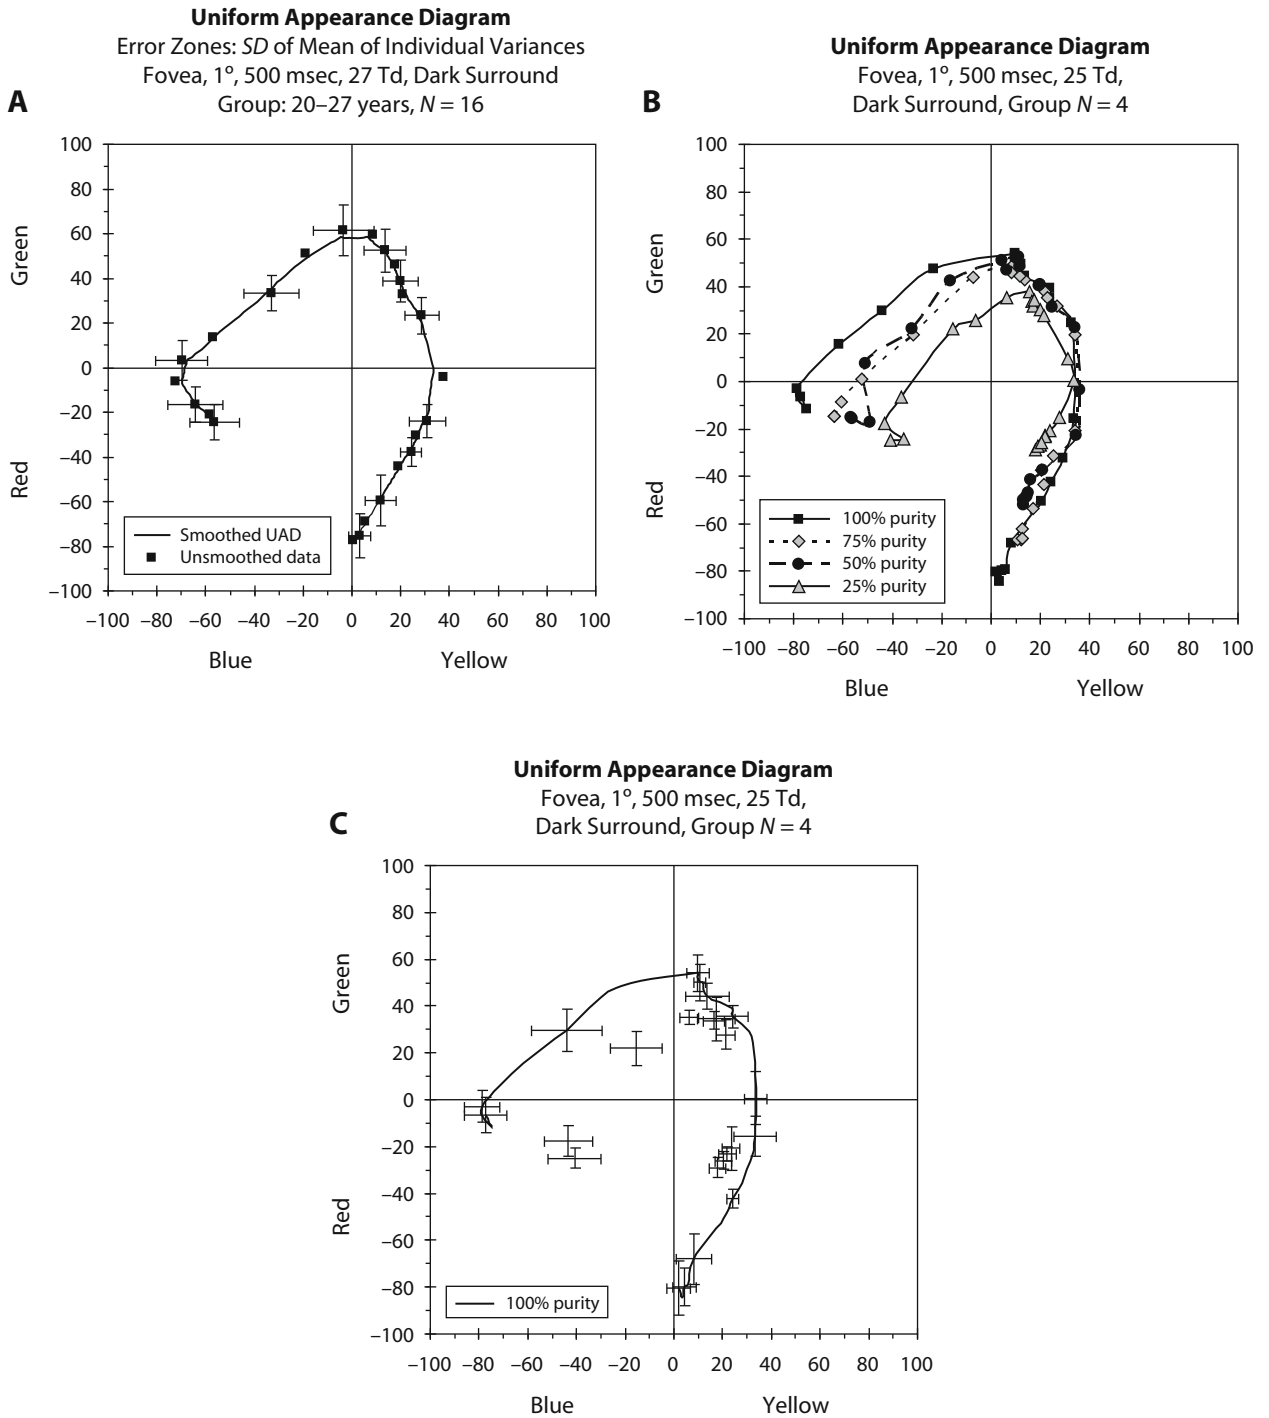 Uniform Appearance Diagram
Error Zones: SD of Mean of Individual Variances
Fovea, 1°, 500 msec, 27 Td, Dark Surround
Group: 20–27 years, N = 16
A
100
80
60
40
20
0
–20
–40
–60
–80
–100
Green
Red
Smoothed UAD
Unsmoothed data
–100 –80 –60 –40 –20 0 20 40 60 80 100
Blue Yellow
Uniform Appearance Diagram
Fovea, 1°, 500 msec, 25 Td,
Dark Surround, Group N = 4
B
100
80
60
40
20
0
–20
–40
–60
–80
–100
Green
Red
100% purity
75% purity
50% purity
25% purity
–100 –80 –60 –40 –20 0 20 40 60 80 100
Blue Yellow
Uniform Appearance Diagram
Fovea, 1°, 500 msec, 25 Td,
Dark Surround, Group N = 4
C
100
80
60
40
20
0
–20
–40
–60
–80
–100
Green
Red
100% purity
–100 –80 –60 –40 –20 0 20 40 60 80 100
Blue Yellow